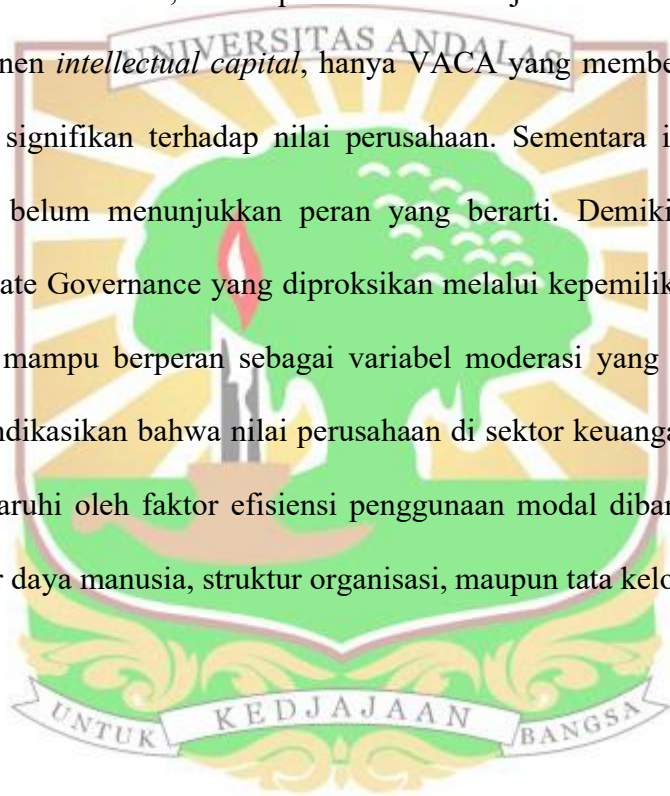 UNIVERSITAS ANDALAS
nen intellectual capital, hanya VACA yang membe
signifikan terhadap nilai perusahaan. Sementara i
belum menunjukkan peran yang berarti. Demiki
ate Governance yang diproksikan melalui kepemilik
mampu berperan sebagai variabel moderasi yang
ndikasikan bahwa nilai perusahaan di sektor keuanga
aruhi oleh faktor efisiensi penggunaan modal diban
r daya manusia, struktur organisasi, maupun tata kelo
UNTUK KEDJAJAAN BANGSA